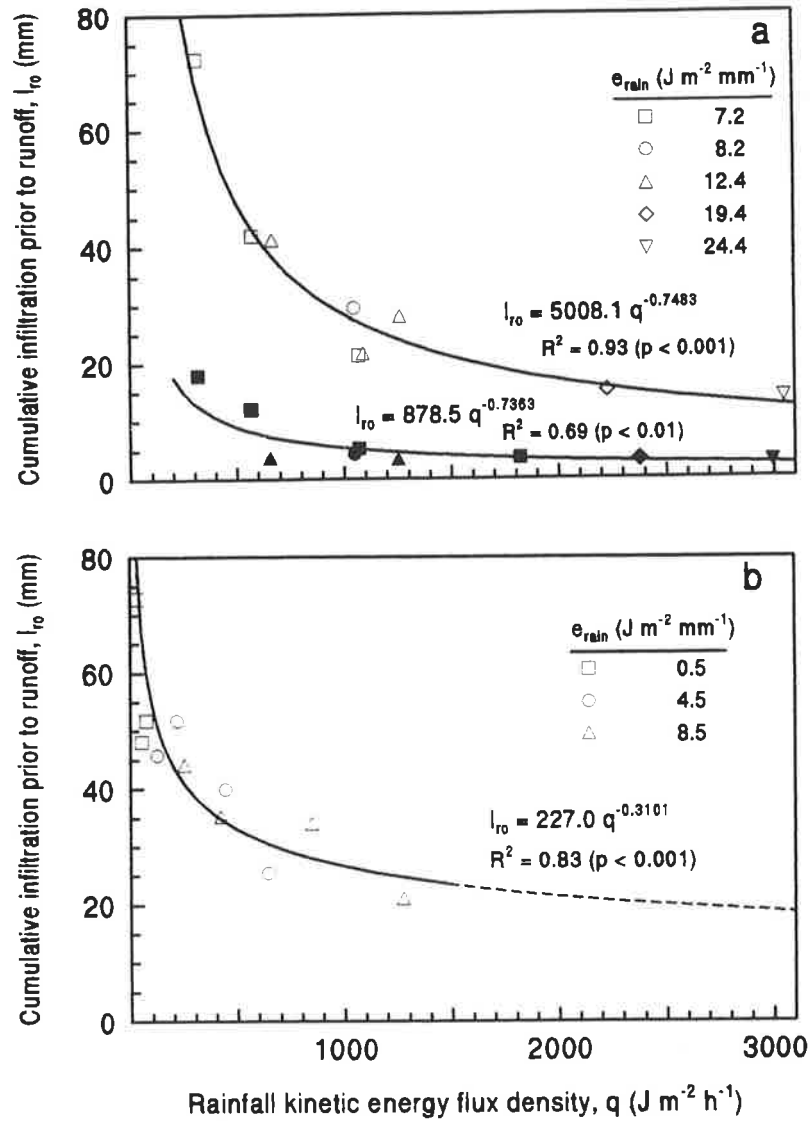 80
60
40
20
0
Cumulative infiltration prior to runoff, I_ro (mm)
a
e_rain (J m⁻² mm⁻¹)
7.2
8.2
12.4
19.4
24.4
I_ro = 5008.1 q^-0.7483
R² = 0.93 (p < 0.001)
I_ro = 878.5 q^-0.7363
R² = 0.69 (p < 0.01)
80
60
40
20
0
Cumulative infiltration prior to runoff, I_ro (mm)
b
e_rain (J m⁻² mm⁻¹)
0.5
4.5
8.5
I_ro = 227.0 q^-0.3101
R² = 0.83 (p < 0.001)
1000 2000 3000
Rainfall kinetic energy flux density, q (J m⁻² h⁻¹)